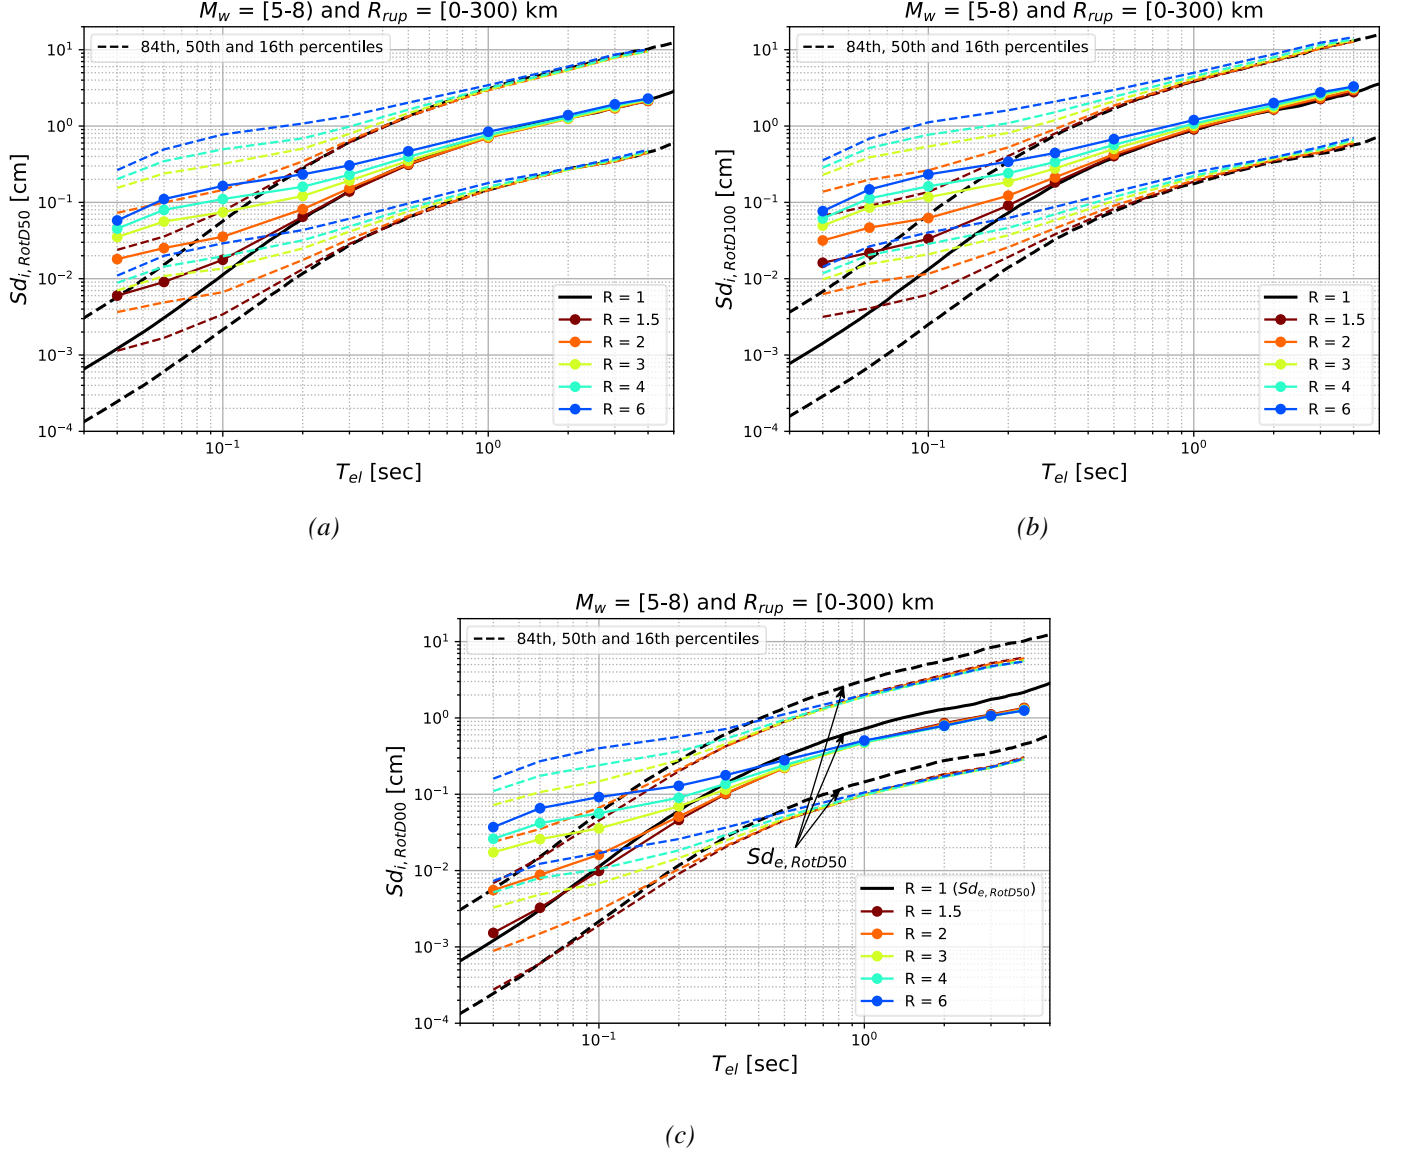 M_w = [5-8) and R_rup = [0-300) km
84th, 50th and 16th percentiles
Sd_i,RotD50 [cm]
10^1
10^0
10^−1
10^−2
10^−3
10^−4
R = 1
R = 1.5
R = 2
R = 3
R = 4
R = 6
10^−1
10^0
T_el [sec]
(a)
M_w = [5-8) and R_rup = [0-300) km
84th, 50th and 16th percentiles
Sd_i,RotD100 [cm]
10^1
10^0
10^−1
10^−2
10^−3
10^−4
R = 1
R = 1.5
R = 2
R = 3
R = 4
R = 6
10^−1
10^0
T_el [sec]
(b)
M_w = [5-8) and R_rup = [0-300) km
84th, 50th and 16th percentiles
Sd_i,RotD00 [cm]
10^1
10^0
10^−1
10^−2
10^−3
10^−4
Sd_e,RotD50
R = 1 (Sd_e,RotD50)
R = 1.5
R = 2
R = 3
R = 4
R = 6
10^−1
10^0
T_el [sec]
(c)